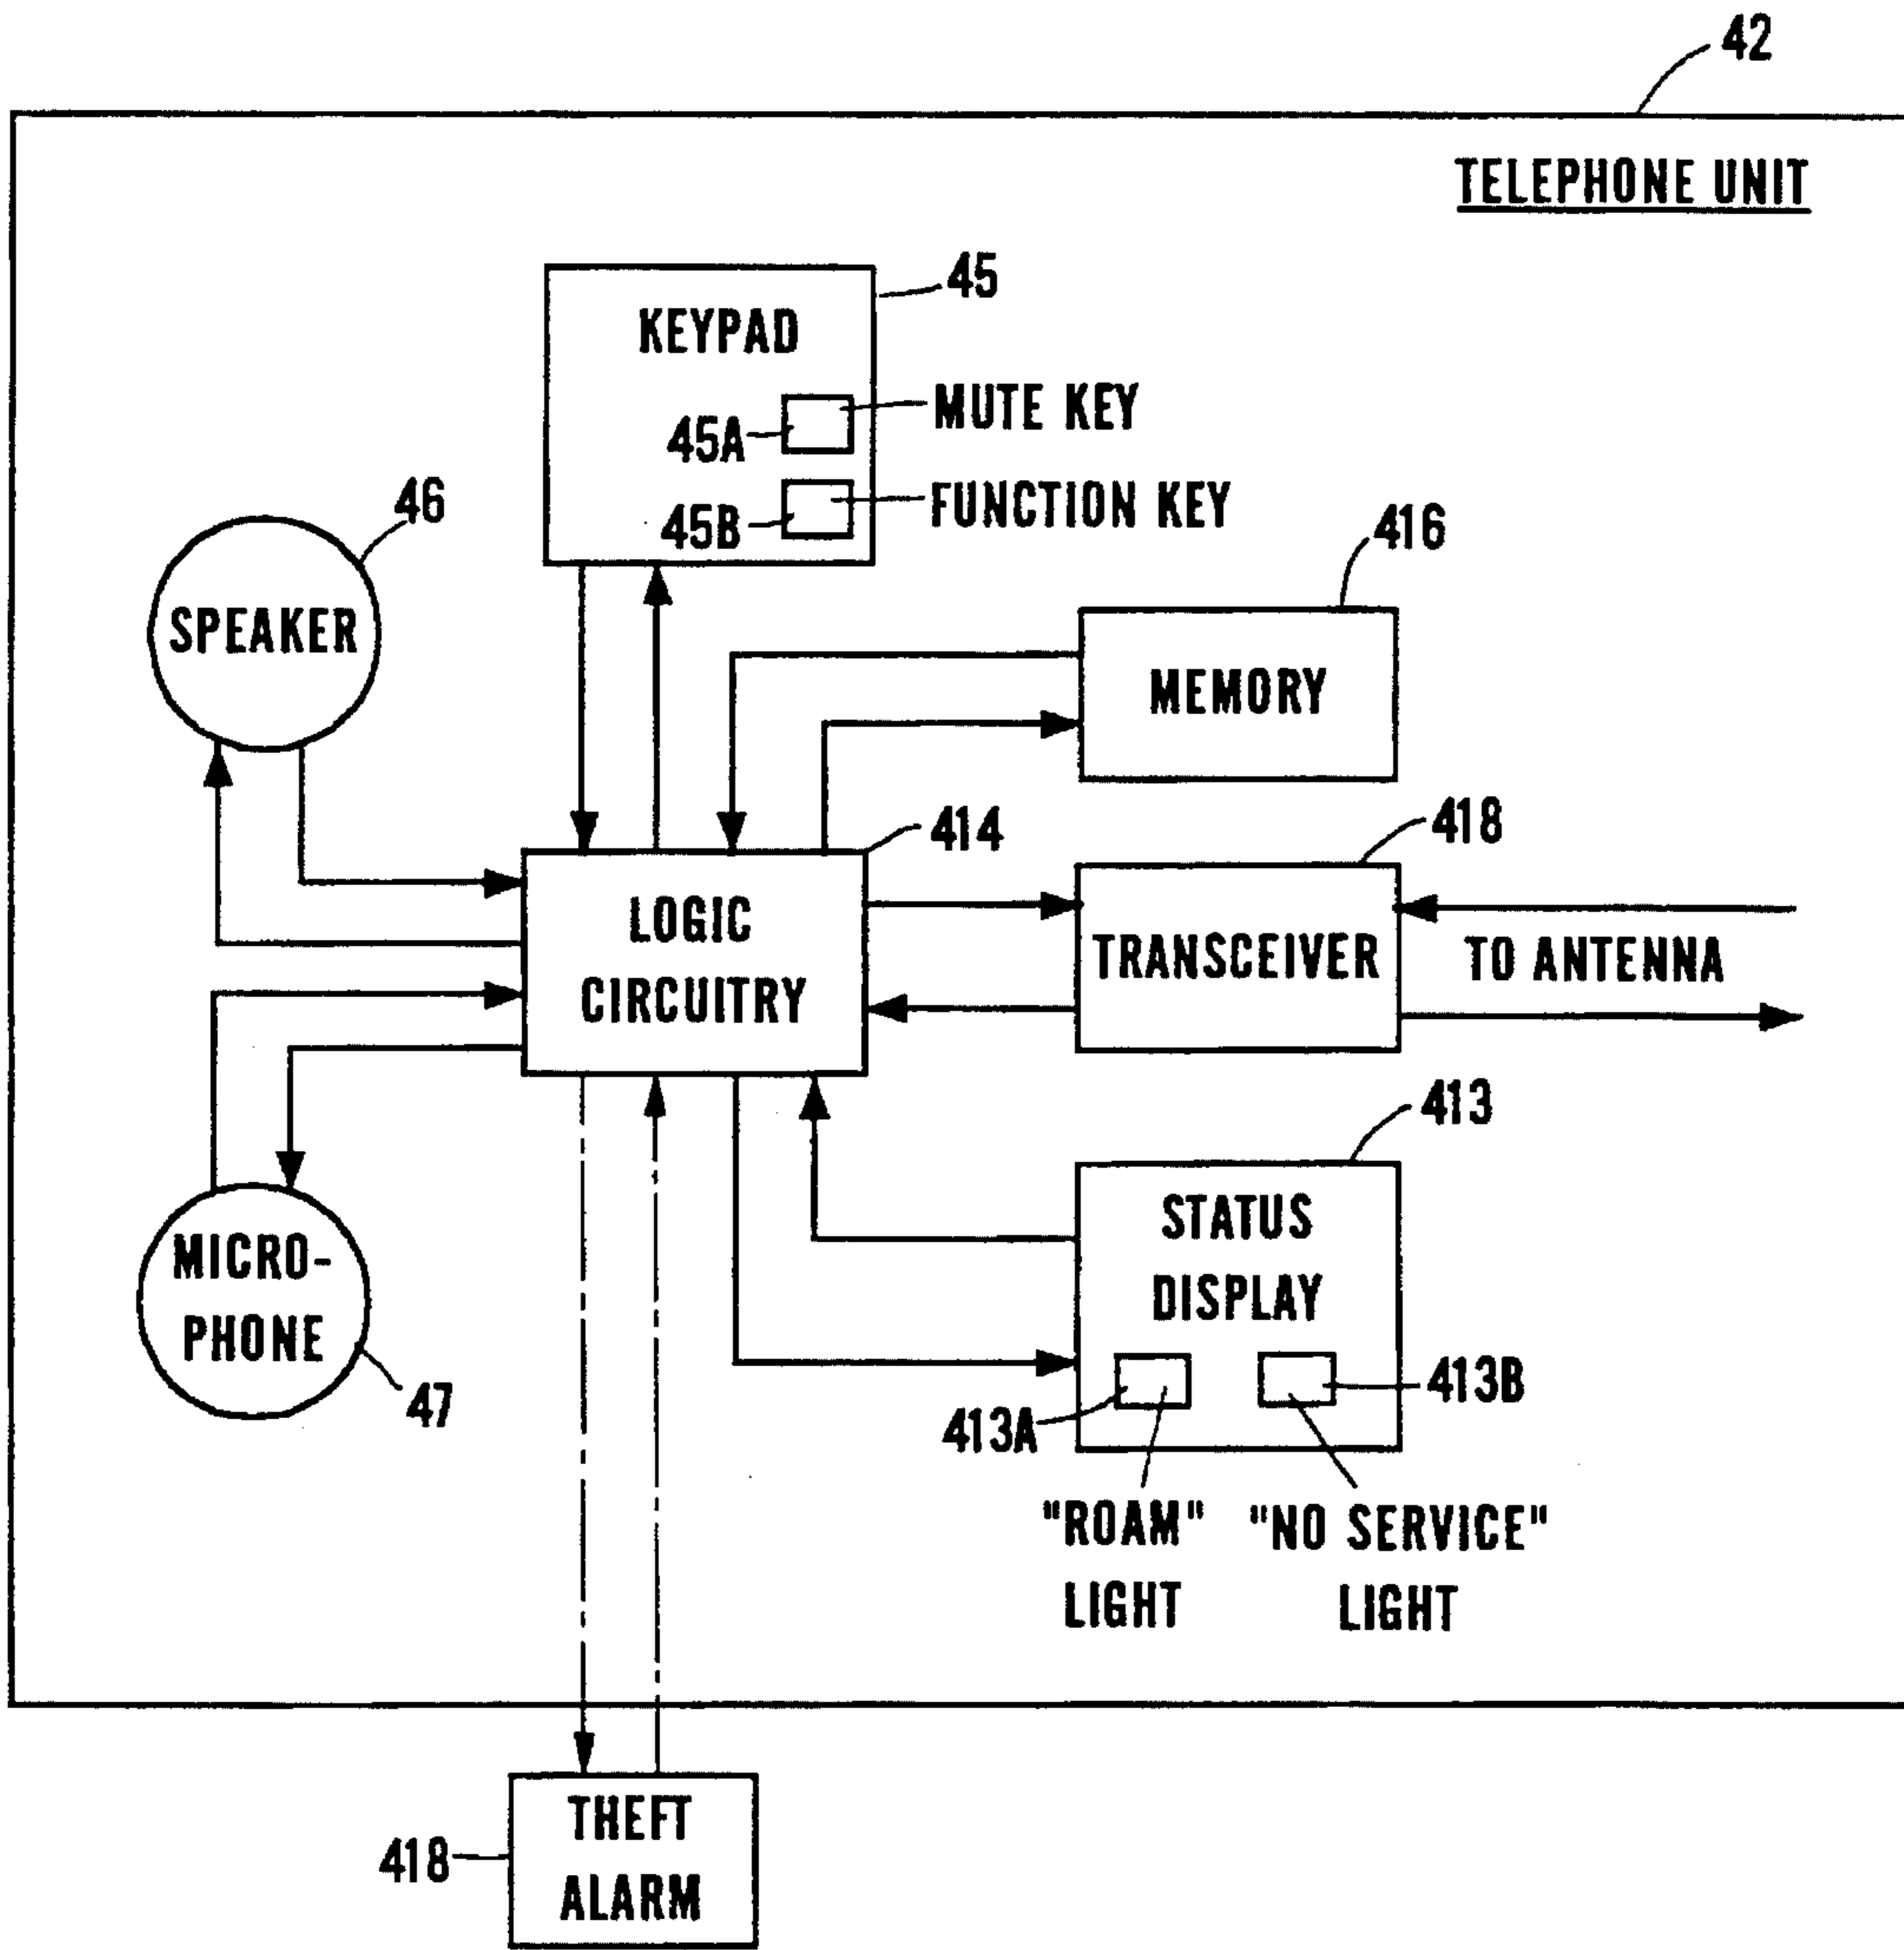 42
TELEPHONE UNIT
45
KEYPAD
MUTE KEY
45A
FUNCTION KEY
45B
46
SPEAKER
416
MEMORY
414
LOGIC
CIRCUITRY
418
TRANSCEIVER
TO ANTENNA
413
STATUS
DISPLAY
413A
413B
"ROAM"
LIGHT
"NO SERVICE"
LIGHT
MICRO-
PHONE
47
418
THEFT
ALARM